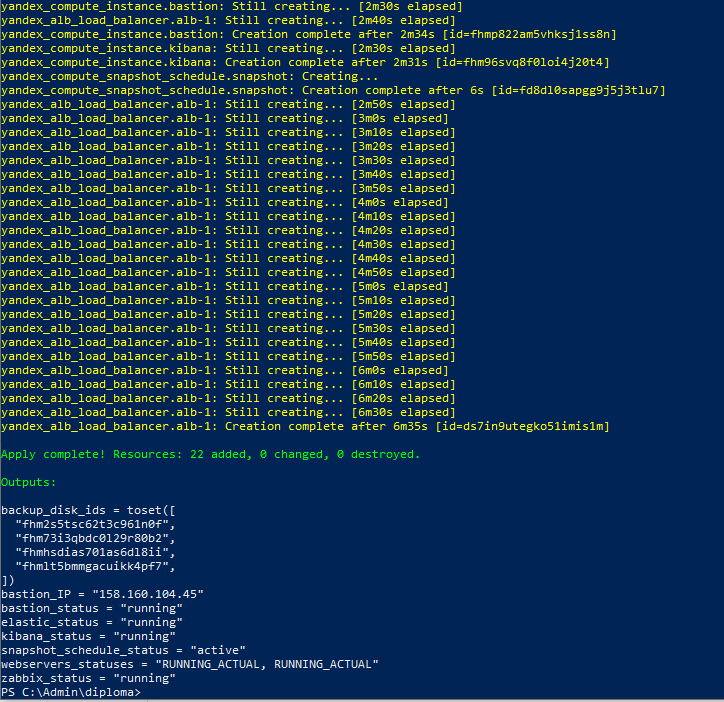 yandex_compute_instance.bastion: Still creating... [2m30s elapsed]
yandex_alb_load_balancer.alb-1: Still creating... [2m40s elapsed]
yandex_compute_instance.bastion: Creation complete after 2m34s [id=fhmp822am5vhksj1ss8n]
yandex_compute_instance.kibana: Still creating... [2m30s elapsed]
yandex_compute_instance.kibana: Creation complete after 2m31s [id=fhm96svq8f0loi4j20t4]
yandex_compute_snapshot_schedule.snapshot: Creating...
yandex_compute_snapshot_schedule.snapshot: Creation complete after 6s [id=fd8dl0sapgg9j5j3tlu7]
yandex_alb_load_balancer.alb-1: Still creating... [2m50s elapsed]
yandex_alb_load_balancer.alb-1: Still creating... [3m0s elapsed]
yandex_alb_load_balancer.alb-1: Still creating... [3m10s elapsed]
yandex_alb_load_balancer.alb-1: Still creating... [3m20s elapsed]
yandex_alb_load_balancer.alb-1: Still creating... [3m30s elapsed]
yandex_alb_load_balancer.alb-1: Still creating... [3m40s elapsed]
yandex_alb_load_balancer.alb-1: Still creating... [3m50s elapsed]
yandex_alb_load_balancer.alb-1: Still creating... [4m0s elapsed]
yandex_alb_load_balancer.alb-1: Still creating... [4m10s elapsed]
yandex_alb_load_balancer.alb-1: Still creating... [4m20s elapsed]
yandex_alb_load_balancer.alb-1: Still creating... [4m30s elapsed]
yandex_alb_load_balancer.alb-1: Still creating... [4m40s elapsed]
yandex_alb_load_balancer.alb-1: Still creating... [4m50s elapsed]
yandex_alb_load_balancer.alb-1: Still creating... [5m0s elapsed]
yandex_alb_load_balancer.alb-1: Still creating... [5m10s elapsed]
yandex_alb_load_balancer.alb-1: Still creating... [5m20s elapsed]
yandex_alb_load_balancer.alb-1: Still creating... [5m30s elapsed]
yandex_alb_load_balancer.alb-1: Still creating... [5m40s elapsed]
yandex_alb_load_balancer.alb-1: Still creating... [5m50s elapsed]
yandex_alb_load_balancer.alb-1: Still creating... [6m0s elapsed]
yandex_alb_load_balancer.alb-1: Still creating... [6m10s elapsed]
yandex_alb_load_balancer.alb-1: Still creating... [6m20s elapsed]
yandex_alb_load_balancer.alb-1: Still creating... [6m30s elapsed]
yandex_alb_load_balancer.alb-1: Creation complete after 6m35s [id=ds7in9utegko51imis1m]
Apply complete! Resources: 22 added, 0 changed, 0 destroyed.
Outputs:
backup_disk_ids = toset([
  "fhm2s5tsc62t3c961n0f",
  "fhm73i3qbdc0l29r80b2",
  "fhmhsdias701as6dl8ii",
  "fhmlt5bmmgacuikk4pf7",
])
bastion_IP = "158.160.104.45"
bastion_status = "running"
elastic_status = "running"
kibana_status = "running"
snapshot_schedule_status = "active"
webservers_statuses = "RUNNING_ACTUAL, RUNNING_ACTUAL"
zabbix_status = "running"
PS C:\Admin\diploma>